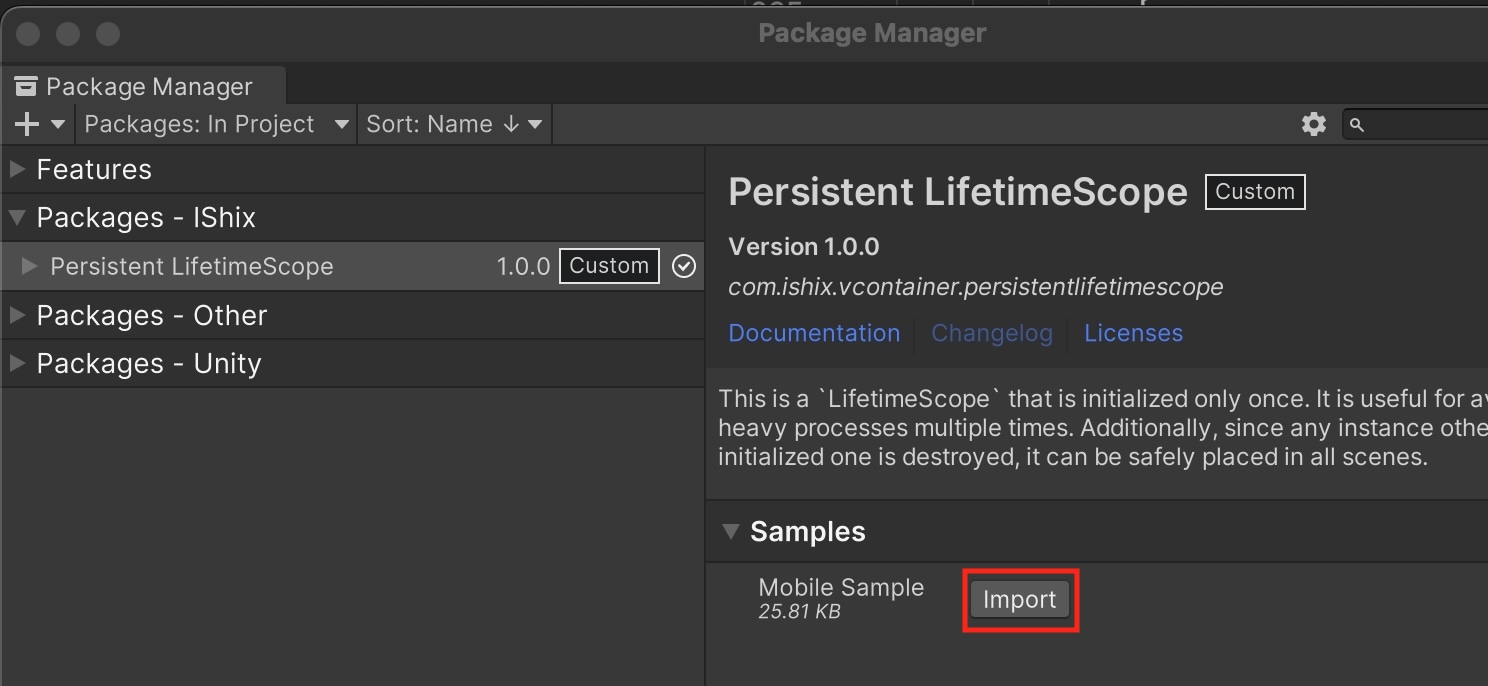 Package Manager
Package Manager
Packages: In Project
Sort: Name ↓
Features
Packages - IShix
Persistent LifetimeScope 1.0.0 Custom
Packages - Other
Packages - Unity
Persistent LifetimeScope Custom
Version 1.0.0
com.ishix.vcontainer.persistentlifetimescope
Documentation Changelog Licenses
This is a `LifetimeScope` that is initialized only once. It is useful for
heavy processes multiple times. Additionally, since any instance
initialized one is destroyed, it can be safely placed in all scenes.
Samples
Mobile Sample
25.81 KB
Import